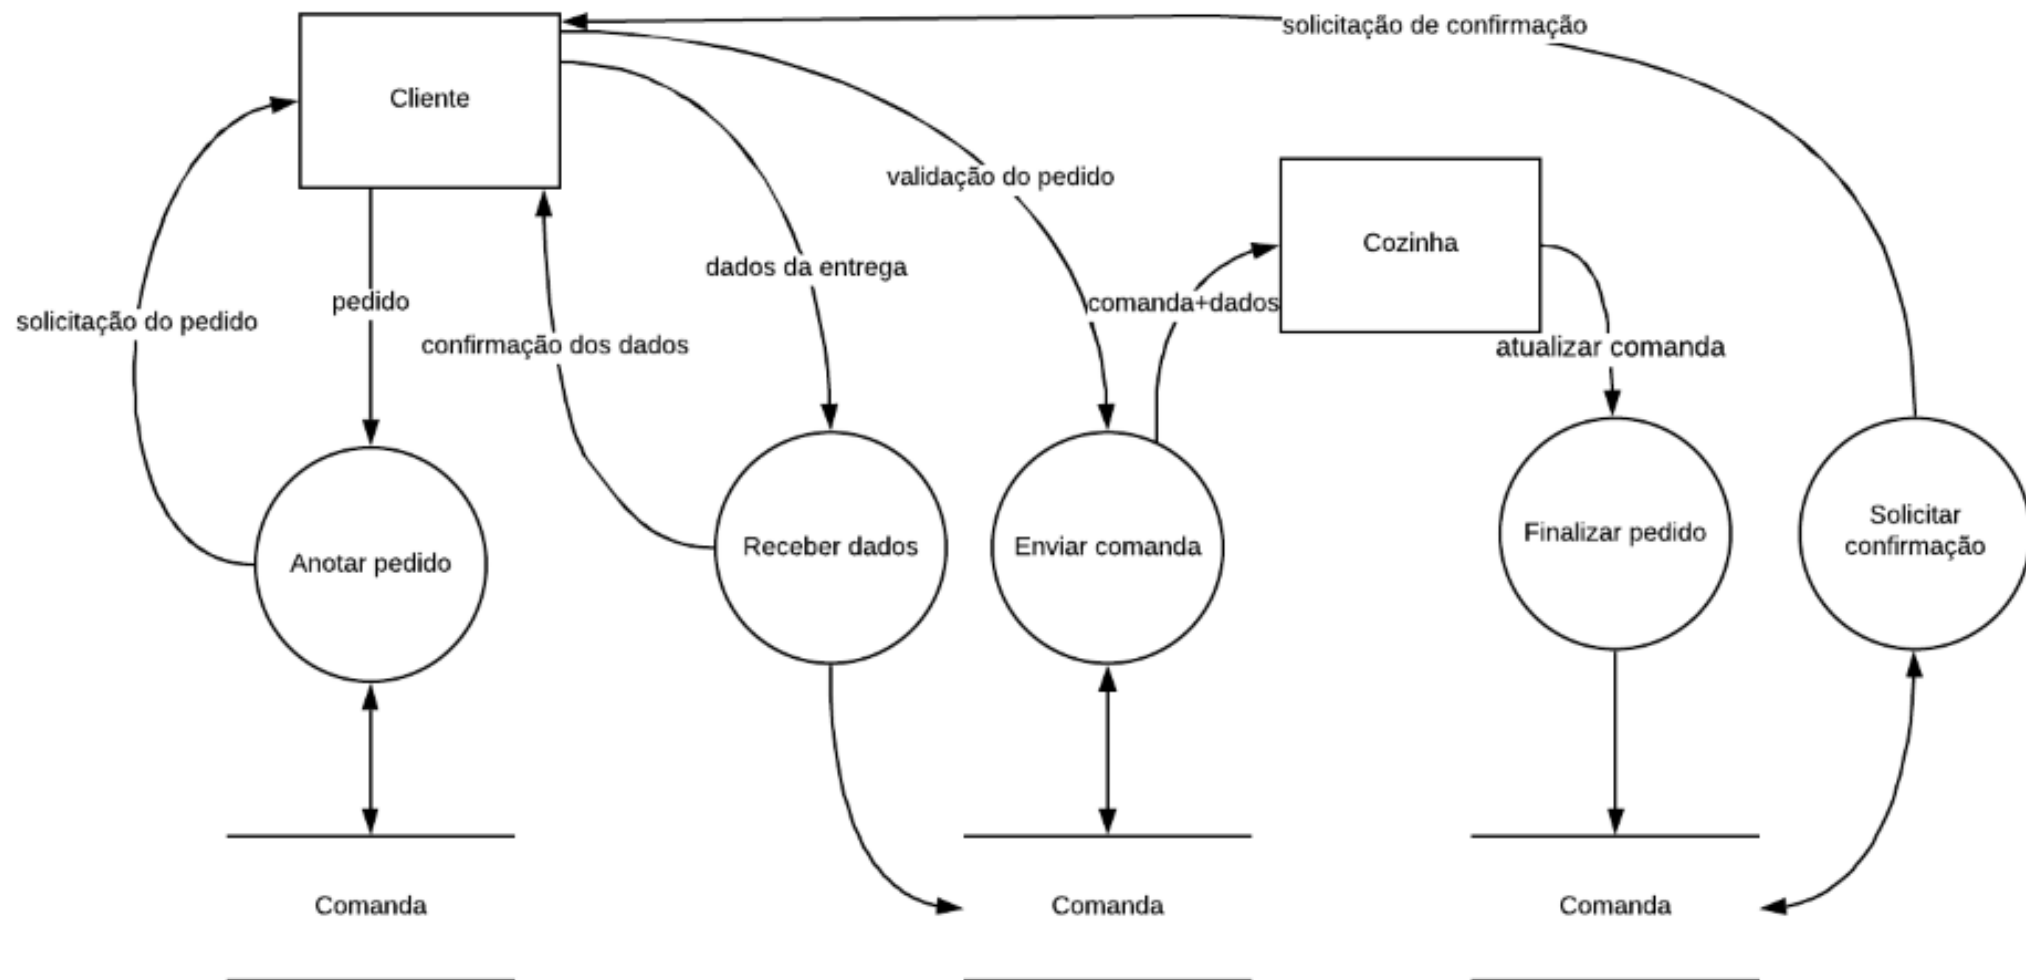 solicitação de confirmação
Cliente
validação do pedido
Cozinha
dados da entrega
pedido
comanda+dados
solicitação do pedido
confirmação dos dados
atualizar comanda
Anotar pedido
Receber dados
Enviar comanda
Finalizar pedido
Solicitar
confirmação
Comanda
Comanda
Comanda